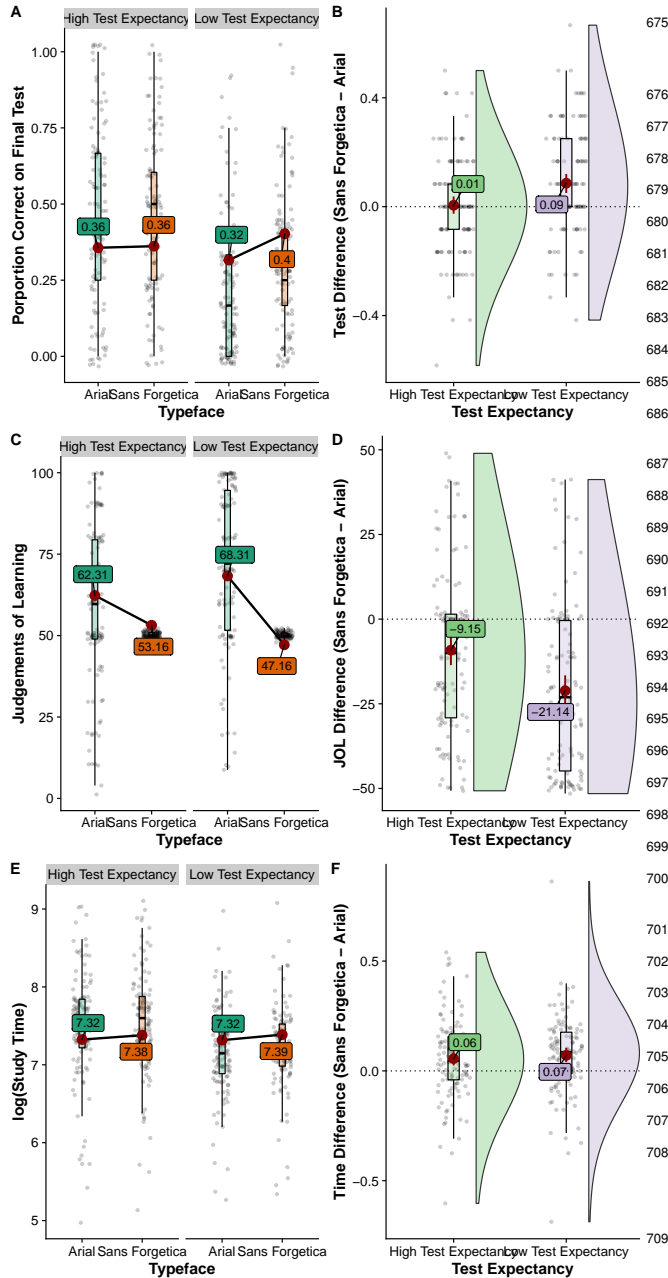 A
High Test Expectancy Low Test Expectancy
Porportion Correct on Final Test
1.00
0.75
0.50
0.25
0.00
0.36
0.36
0.32
0.4
Arial Sans Forgetica Arial Sans Forgetica
Typeface
B
Test Difference (Sans Forgetica − Arial)
0.4
0.0
−0.4
0.01
0.09
High Test Expectancy Low Test Expectancy
Test Expectancy
C
High Test Expectancy Low Test Expectancy
Judgements of Learning
100
75
50
25
0
62.31
53.16
68.31
47.16
Arial Sans Forgetica Arial Sans Forgetica
Typeface
D
JOL Difference (Sans Forgetica − Arial)
50
25
0
−25
−50
−9.15
−21.14
High Test Expectancy Low Test Expectancy
Test Expectancy
E
High Test Expectancy Low Test Expectancy
log(Study Time)
9
8
7
6
5
7.32
7.38
7.32
7.39
Arial Sans Forgetica Arial Sans Forgetica
Typeface
F
Time Difference (Sans Forgetica − Arial)
0.5
0.0
−0.5
0.06
0.07
High Test Expectancy Low Test Expectancy
Test Expectancy
675
676
677
678
679
680
681
682
683
684
685
686
687
688
689
690
691
692
693
694
695
696
697
698
699
700
701
702
703
704
705
706
707
708
709